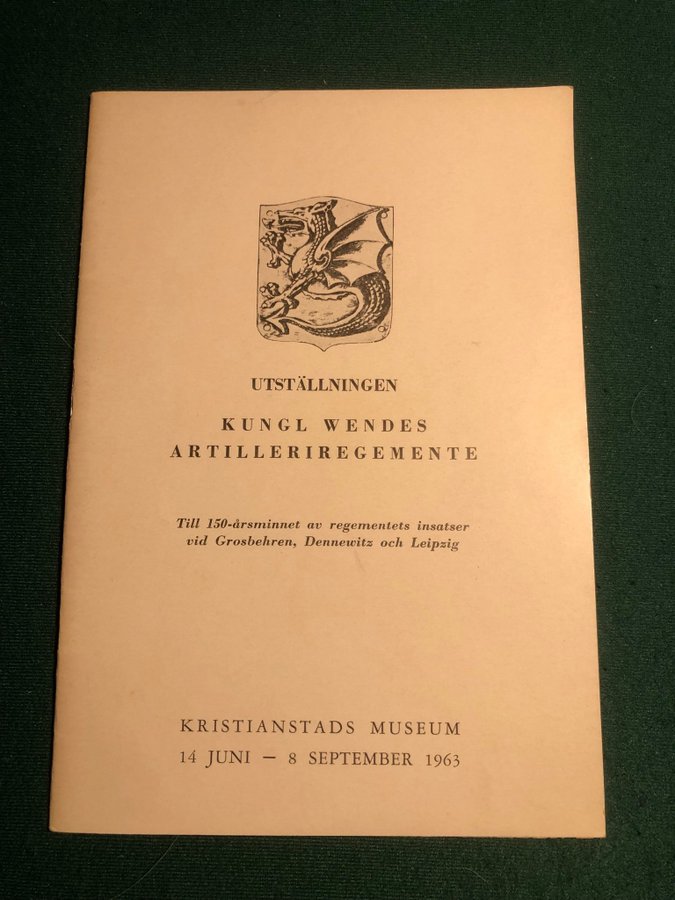 UTSTÄLLNINGEN
KUNGL WENDES
ARTILLERIREGEMENTE
Till 150-årsminnet av regementets insatser
vid Grosbehren, Dennewitz och Leipzig
KRISTIANSTADS MUSEUM
14 JUNI – 8 SEPTEMBER 1963